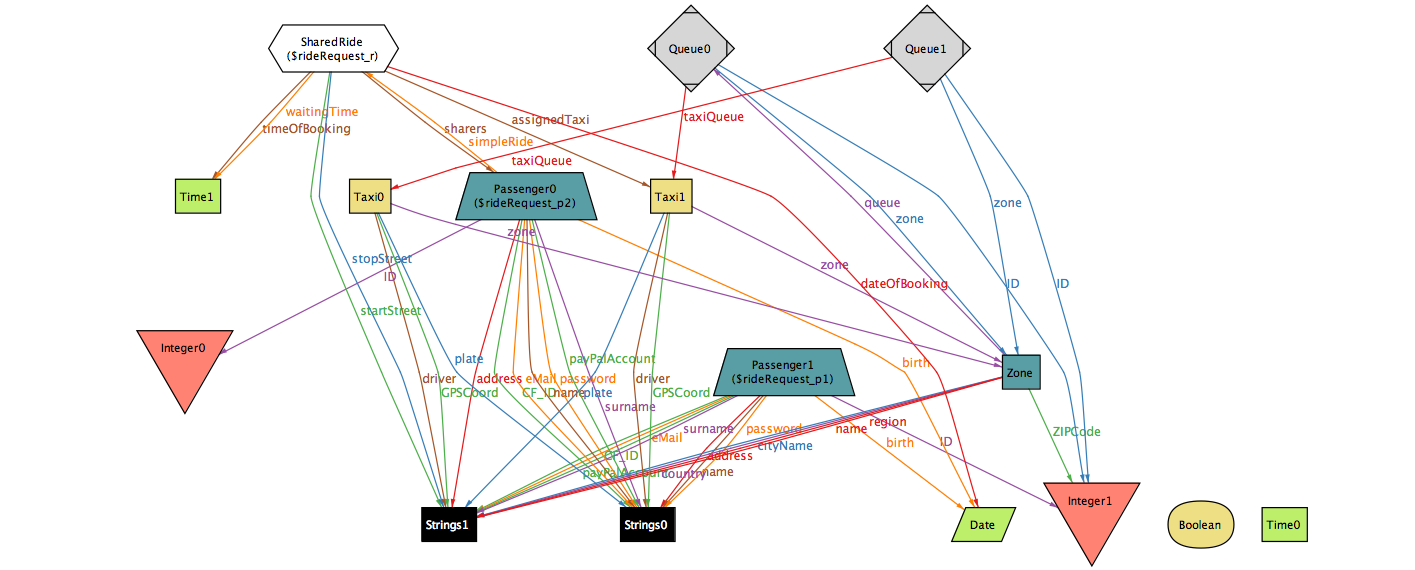 SharedRide
($rideRequest_r)
Queue0
Queue1
waitingTime
timeOfBooking
sharers
assignedTaxi
taxiQueue
simpleRide
taxiQueue
Time1
Taxi0
Passenger0
($rideRequest_p2)
Taxi1
queue
zone
zone
zone
stopStreet
ID
zone
dateOfBooking
ID
ID
startStreet
Integer0
plate
payPalAccount
Passenger1
($rideRequest_p1)
birth
Zone
driver
address
eMail
password
driver
GPSCoord
CF_ID
name
plate
GPSCoord
surname
eMail
surname
password
name
region
ZIPCode
cityName
birth
ID
CF_ID
address
payPalAccount
country
name
Integer1
Strings1
Strings0
Date
Boolean
Time0